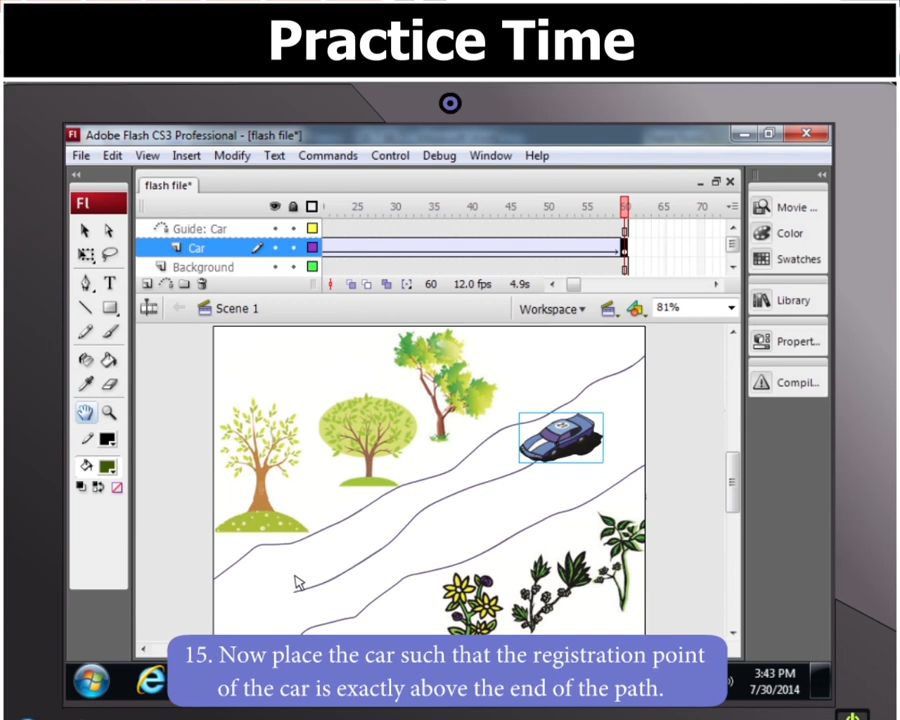 Practice Time
Fl Adobe Flash CS3 Professional - [flash file*]
File Edit View Insert Modify Text Commands Control Debug Window Help
flash file*
Fl
25 30 35 40 45 50 55 60 65 70
Guide: Car
Car
Background
60 12.0 fps 4.9s
Scene 1
Workspace
81%
Movie ...
Color
Swatches
Library
Propert...
Compil...
T
15. Now place the car such that the registration point
of the car is exactly above the end of the path.
3:43 PM
7/30/2014